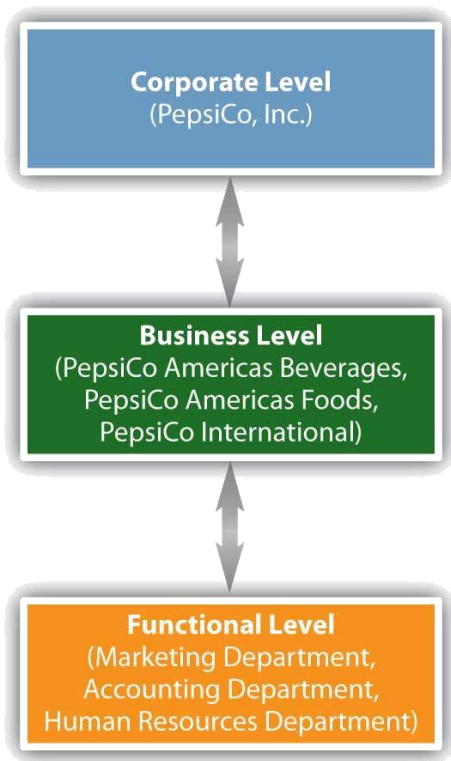 Corporate Level
(PepsiCo, Inc.)
Business Level
(PepsiCo Americas Beverages,
PepsiCo Americas Foods,
PepsiCo International)
Functional Level
(Marketing Department,
Accounting Department,
Human Resources Department)